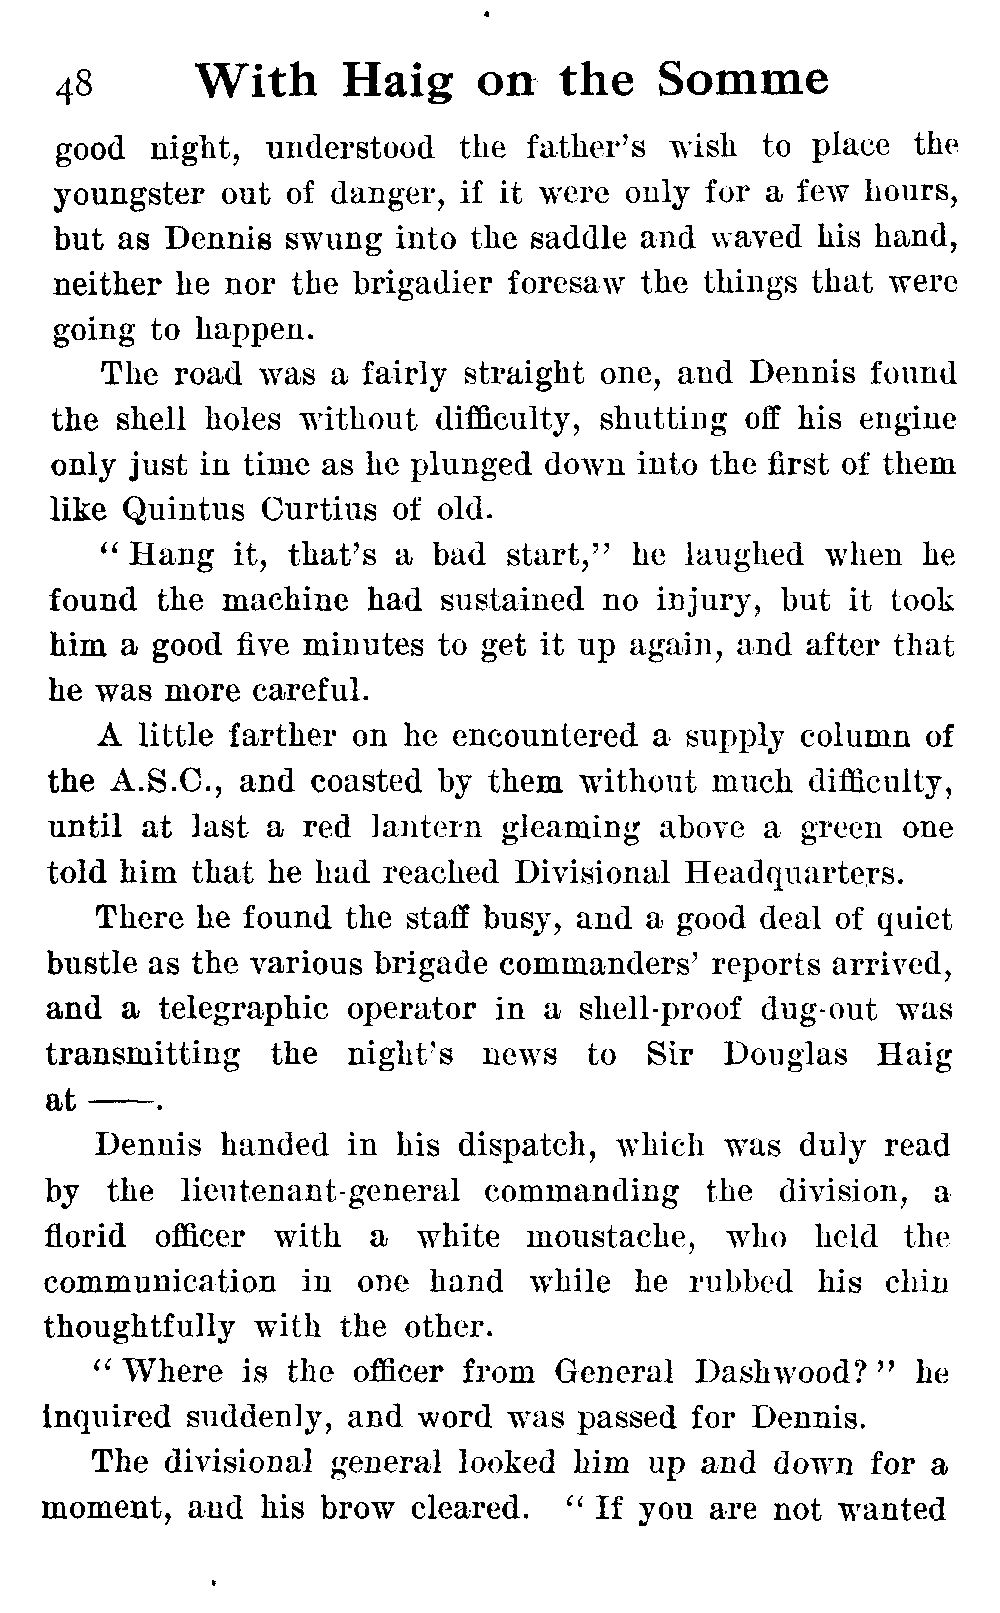 48 With Haig on the Somme
good night, understood the father's wish to place the
youngster out of danger, if it were only for a few hours,
but as Dennis swung into the saddle and waved his hand,
neither he nor the brigadier foresaw the things that were
going to happen.
The road was a fairly straight one, and Dennis found
the shell holes without difficulty, shutting off his engine
only just in time as he plunged down into the first of them
like Quintus Curtius of old.
"Hang it, that's a bad start," he laughed when he
found the machine had sustained no injury, but it took
him a good five minutes to get it up again, and after that
he was more careful.
A little farther on he encountered a supply column of
the A.S.C., and coasted by them without much difficulty,
until at last a red lantern gleaming above a green one
told him that he had reached Divisional Headquarters.
There he found the staff busy, and a good deal of quiet
bustle as the various brigade commanders' reports arrived,
and a telegraphic operator in a shell-proof dug-out was
transmitting the night's news to Sir Douglas Haig
at ——.
Dennis handed in his dispatch, which was duly read
by the lieutenant-general commanding the division, a
florid officer with a white moustache, who held the
communication in one hand while he rubbed his chin
thoughtfully with the other.
"Where is the officer from General Dashwood?" he
inquired suddenly, and word was passed for Dennis.
The divisional general looked him up and down for a
moment, and his brow cleared. "If you are not wanted